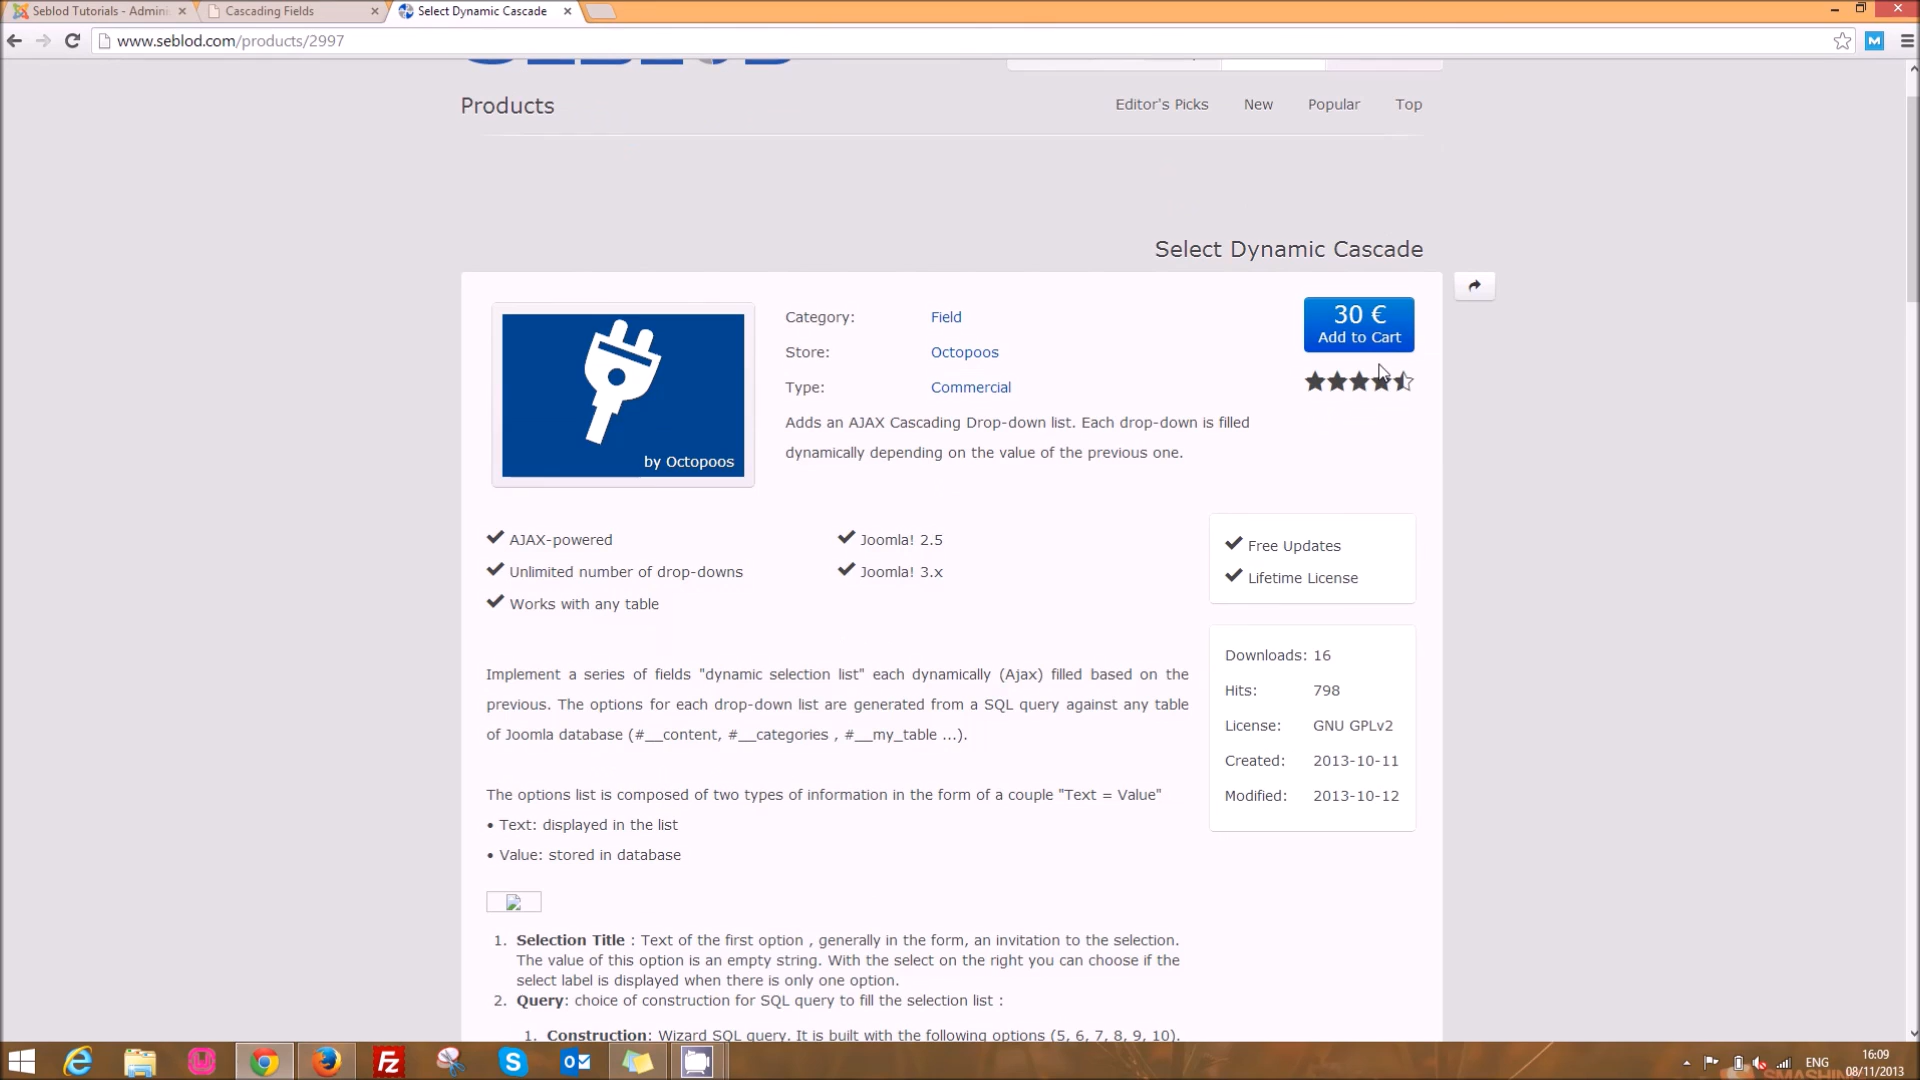 Seblod Tutorials - Admin
Cascading Fields
Select Dynamic Cascade
www.seblod.com/products/2997
Products
Editor's Picks New Popular Top
Select Dynamic Cascade
by Octopoos
Category: Field
Store: Octopoos
Type: Commercial
30 €
Add to Cart
Adds an AJAX Cascading Drop-down list. Each drop-down is filled
dynamically depending on the value of the previous one.
AJAX-powered
Unlimited number of drop-downs
Works with any table
Joomla! 2.5
Joomla! 3.x
Free Updates
Lifetime License
Downloads: 16
Hits: 798
License: GNU GPLv2
Created: 2013-10-11
Modified: 2013-10-12
Implement a series of fields "dynamic selection list" each dynamically (Ajax) filled based on the
previous. The options for each drop-down list are generated from a SQL query against any table
of Joomla database (#__content, #__categories , #__my_table ...).
The options list is composed of two types of information in the form of a couple "Text = Value"
• Text: displayed in the list
• Value: stored in database
1. Selection Title : Text of the first option , generally in the form, an invitation to the selection.
The value of this option is an empty string. With the select on the right you can choose if the
select label is displayed when there is only one option.
2. Query: choice of construction for SQL query to fill the selection list :
1. Construction: Wizard SQL query. It is built with the following options (5, 6, 7, 8, 9, 10).
ENG
16:09
08/11/2013